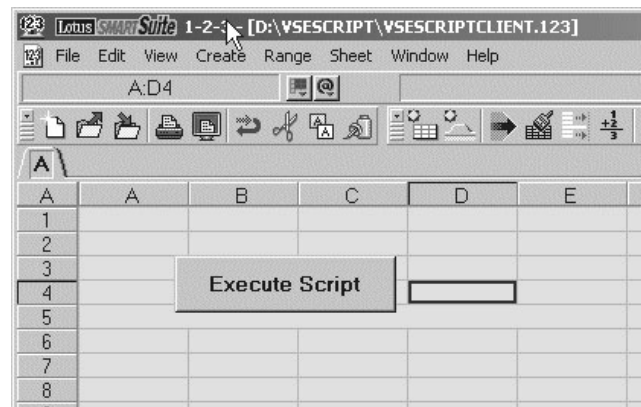 Lotus SMARTSuite 1-2-3 - [D:\VSESCRIPT\VSESCRIPTCLIENT.123]
123 File Edit View Create Range Sheet Window Help
A:D4 @
A
A A B C D E
1
2
3
Execute Script
4
5
6
7
8